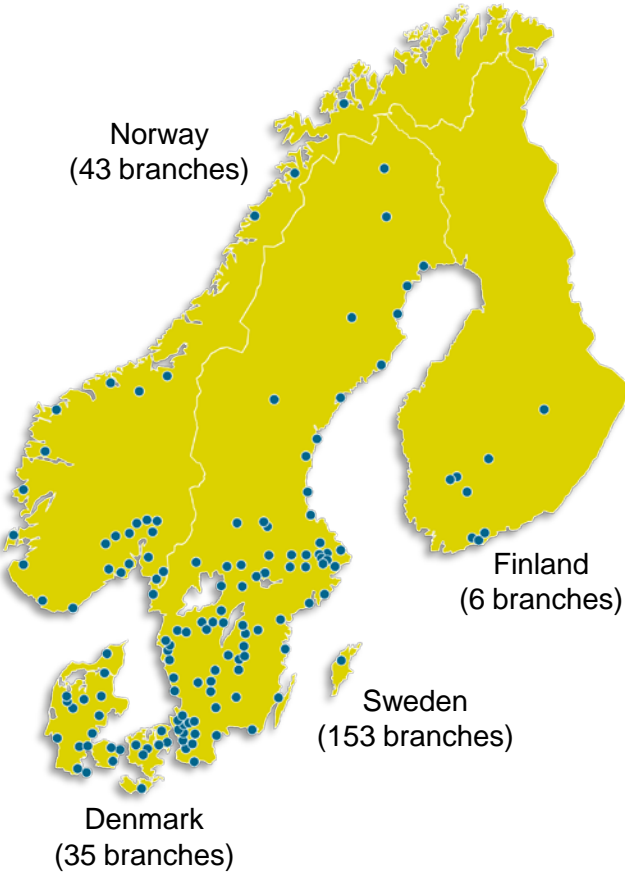 Norway
(43 branches)
Finland
(6 branches)
Sweden
(153 branches)
Denmark
(35 branches)